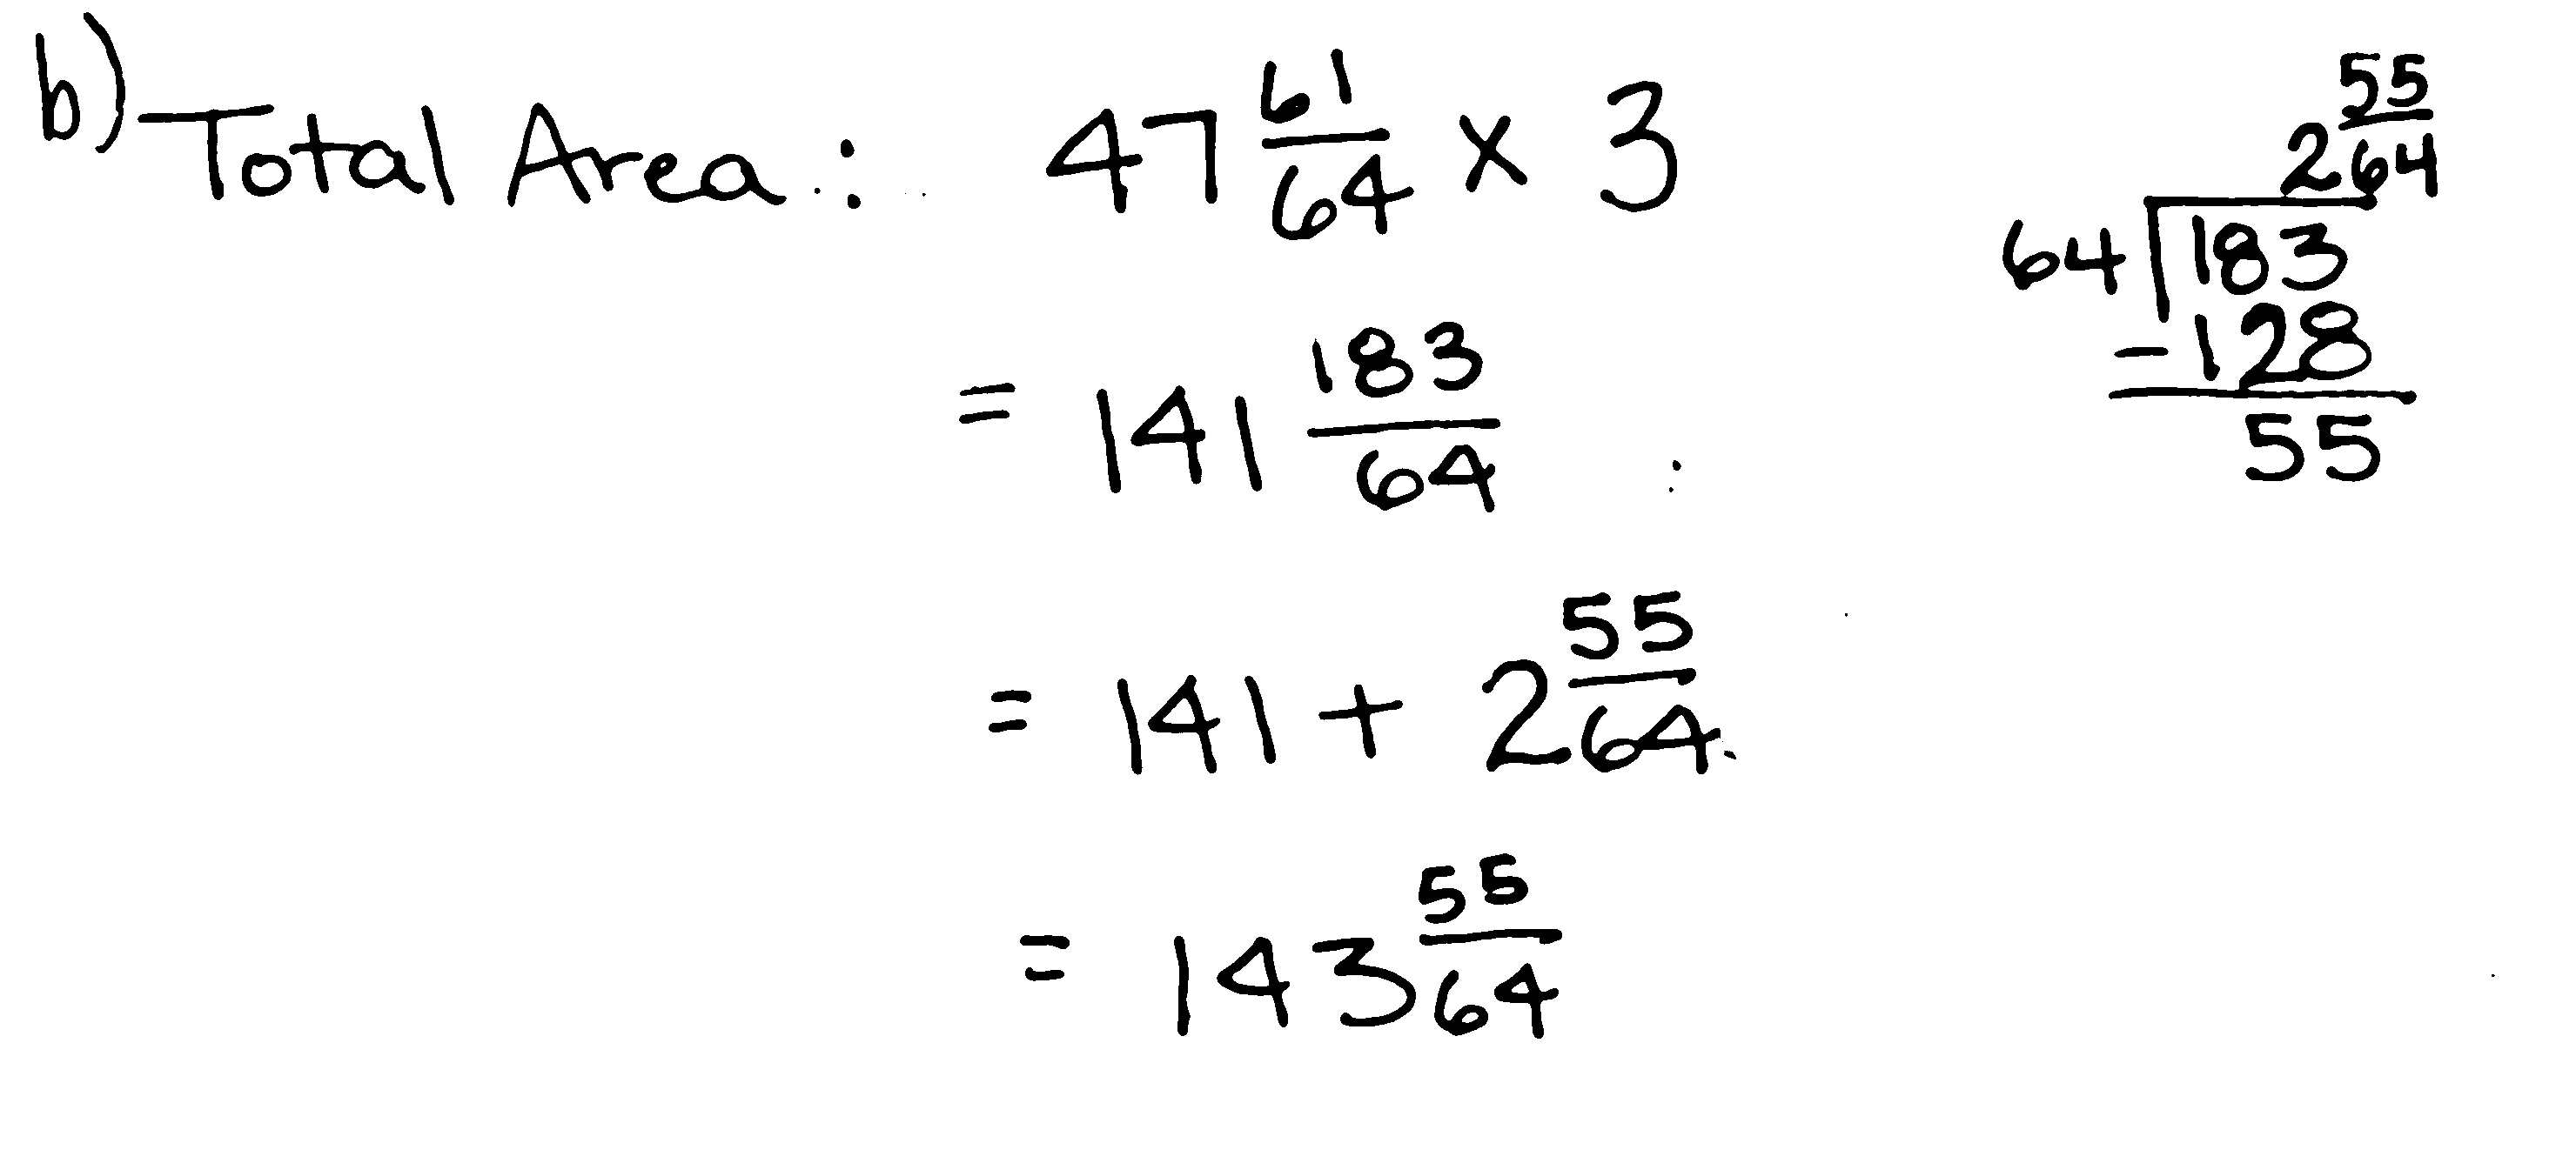 b) Total Area: 47 61/64 × 3
= 141 183/64
= 141 + 2 55/64
= 143 55/64
2 55/64
64 ⟌ 183
- 128
55